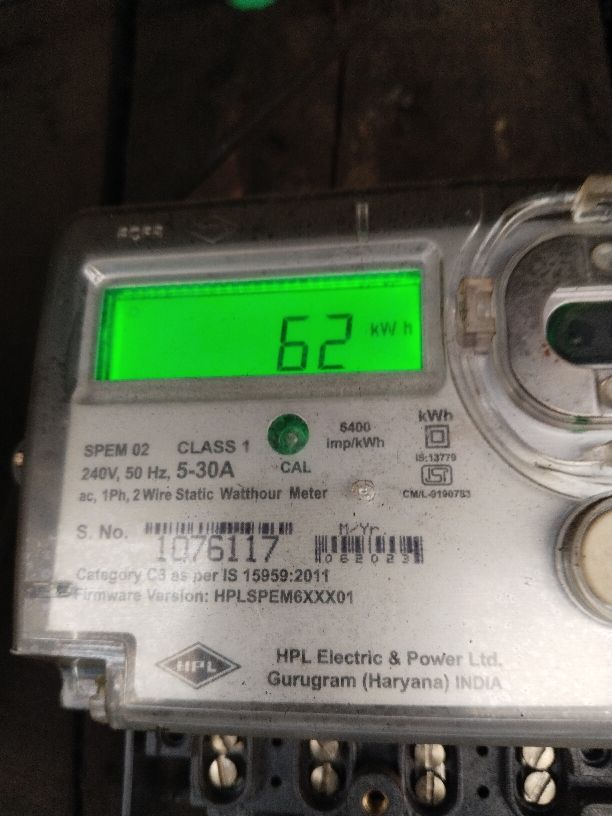 62 kWh
SPEM 02 CLASS 1
240V, 50 Hz, 5-30A
ac, 1Ph, 2 Wire Static Watthour Meter
CAL
6400
imp/kWh
kWh
IS:13779
ISI
S. No. 1076117
M/Yr.
062023
Category C3 as per IS 15959:2011
Firmware Version: HPLSPEM6XXX01
HPL
HPL Electric & Power Ltd.
Gurugram (Haryana) INDIA